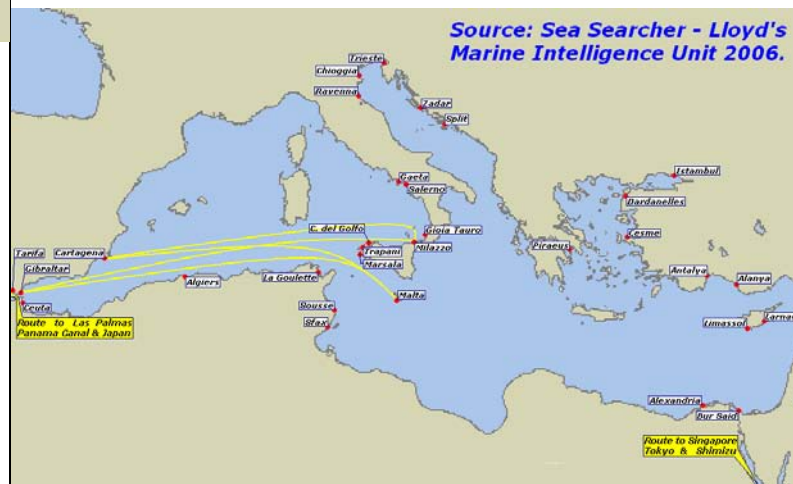 Source: Sea Searcher - Lloyd's
Marine Intelligence Unit 2006.
Trieste
Chioggia
Ravenna
Zadar
Split
Istambul
Gaeta
Salerno
Dardanelles
C. del Golfo
Gioia Tauro
Cesme
Tarifa
Cartagena
Trapani
Milazzo
Piraeus
Marsala
Gibraltar
Algiers
La Goulette
Antalya
Alanya
Ceuta
Malta
Sousse
Sfax
Route to Las Palmas
Panama Canal & Japan
Limassol
Larna
Alexandria
Bur Said
Route to Singapore
Tokyo & Shimizu